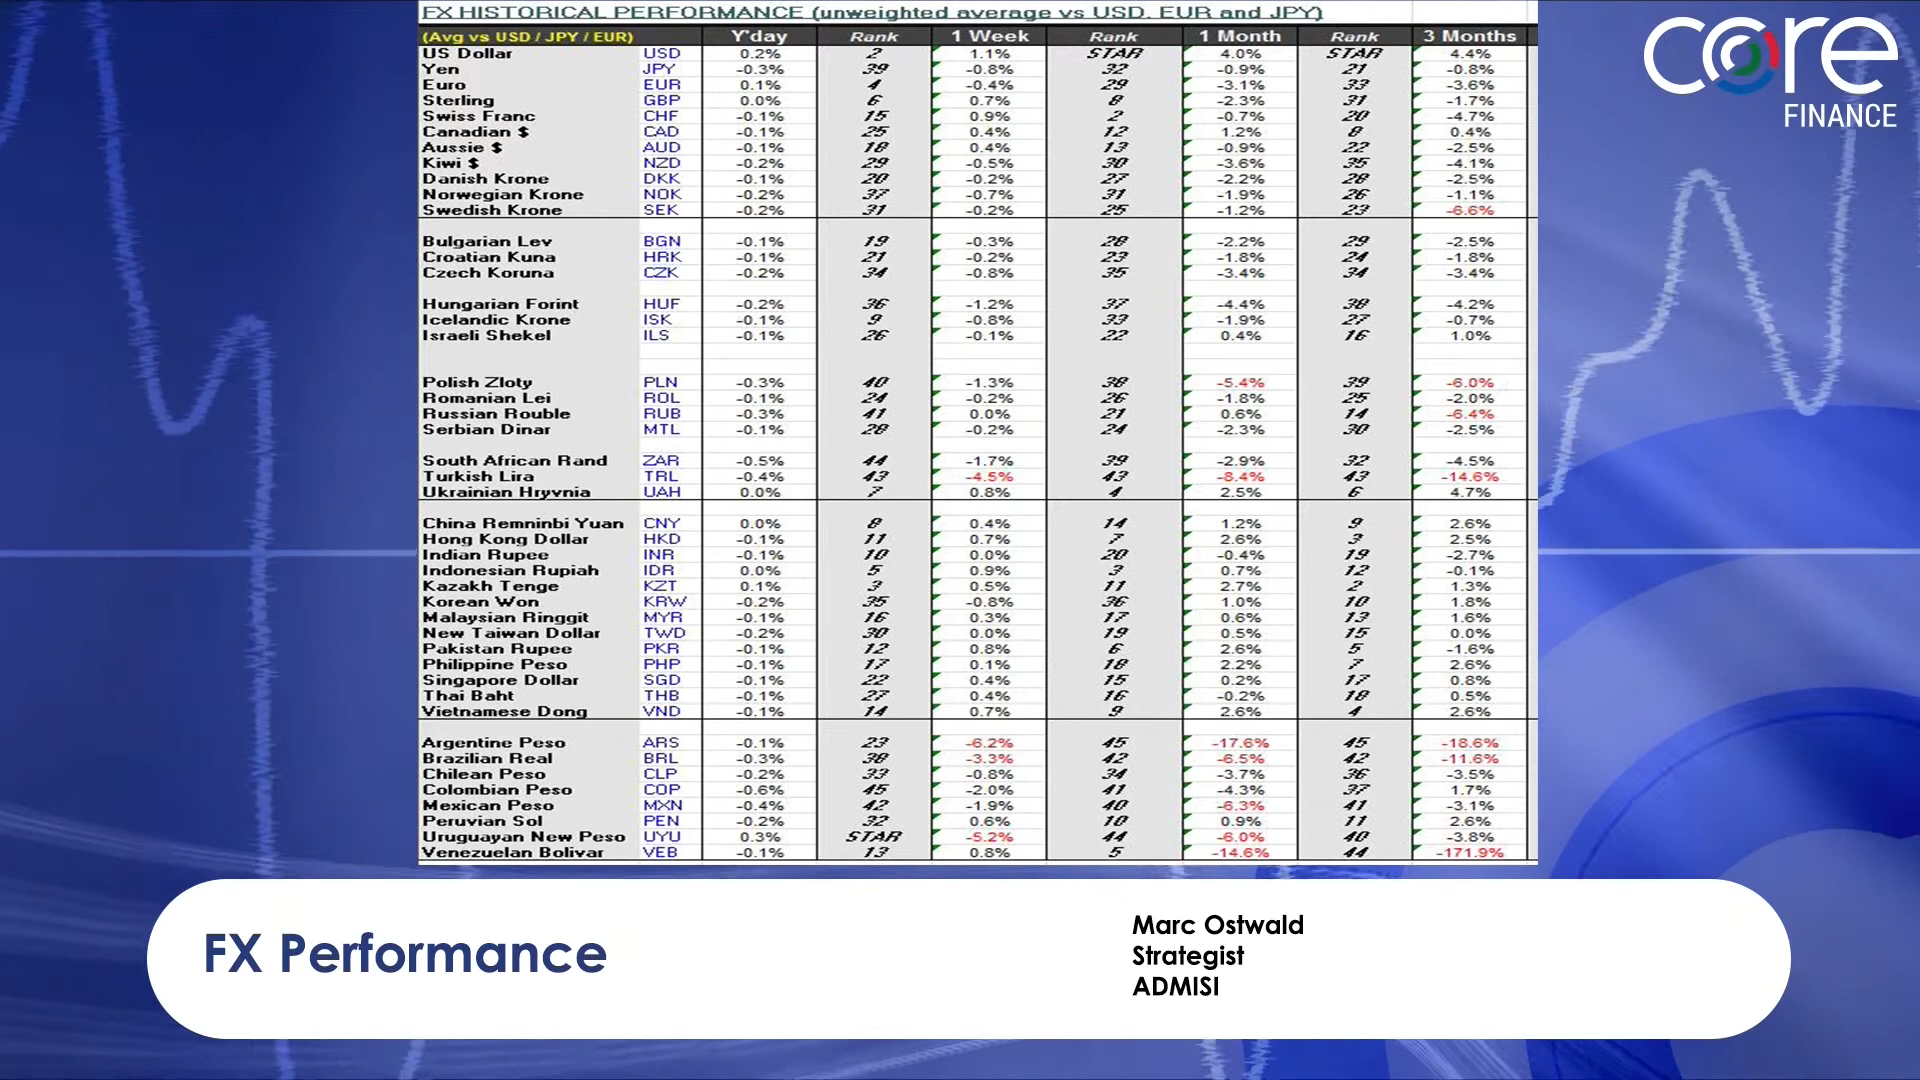 FX HISTORICAL PERFORMANCE (unweighted average vs USD, EUR and JPY)
(Avg vs USD / JPY / EUR) Y'day Rank 1 Week Rank 1 Month Rank 3 Months
US Dollar USD 0.2% 2 1.1% STAR 4.0% STAR 4.4%
Yen JPY -0.3% 39 -0.8% 32 -0.9% 21 -0.8%
Euro EUR 0.1% 4 -0.4% 29 -3.1% 33 -3.6%
Sterling GBP 0.0% 6 0.7% 8 -2.3% 31 -1.7%
Swiss Franc CHF -0.1% 15 0.9% 2 -0.7% 20 -4.7%
Canadian $ CAD -0.1% 25 0.4% 12 1.2% 8 0.4%
Aussie $ AUD -0.1% 18 0.4% 13 -0.9% 22 -2.5%
Kiwi $ NZD -0.2% 29 -0.5% 30 -3.6% 35 -4.1%
Danish Krone DKK -0.1% 20 -0.2% 27 -2.2% 28 -2.5%
Norwegian Krone NOK -0.2% 37 -0.7% 31 -1.9% 26 -1.1%
Swedish Krone SEK -0.2% 31 -0.2% 25 -1.2% 23 -6.6%
Bulgarian Lev BGN -0.1% 19 -0.3% 28 -2.2% 29 -2.5%
Croatian Kuna HRK -0.1% 21 -0.2% 23 -1.8% 24 -1.8%
Czech Koruna CZK -0.2% 34 -0.8% 35 -3.4% 34 -3.4%
Hungarian Forint HUF -0.2% 36 -1.2% 37 -4.4% 38 -4.2%
Icelandic Krone ISK -0.1% 9 -0.8% 33 -1.9% 27 -0.7%
Israeli Shekel ILS -0.1% 26 -0.1% 22 0.4% 16 1.0%
Polish Zloty PLN -0.3% 40 -1.3% 38 -5.4% 39 -6.0%
Romanian Lei ROL -0.1% 24 -0.2% 26 -1.8% 25 -2.0%
Russian Rouble RUB -0.3% 41 0.0% 21 0.6% 14 -6.4%
Serbian Dinar MTL -0.1% 28 -0.2% 24 -2.3% 30 -2.5%
South African Rand ZAR -0.5% 44 -1.7% 39 -2.9% 32 -4.5%
Turkish Lira TRL -0.4% 43 -4.5% 43 -8.4% 43 -14.6%
Ukrainian Hryvnia UAH 0.0% 7 0.8% 4 2.5% 6 4.7%
China Remninbi Yuan CNY 0.0% 8 0.4% 14 1.2% 9 2.6%
Hong Kong Dollar HKD -0.1% 11 0.7% 7 2.6% 3 2.5%
Indian Rupee INR -0.1% 10 0.0% 20 -0.4% 19 -2.7%
Indonesian Rupiah IDR 0.0% 5 0.9% 3 0.7% 12 -0.1%
Kazakh Tenge KZT 0.1% 3 0.5% 11 2.7% 2 1.3%
Korean Won KRW -0.2% 35 -0.8% 36 1.0% 10 1.8%
Malaysian Ringgit MYR -0.1% 16 0.3% 17 0.6% 13 1.6%
New Taiwan Dollar TWD -0.2% 30 0.0% 19 0.5% 15 0.0%
Pakistan Rupee PKR -0.1% 12 0.8% 6 2.6% 5 -1.6%
Philippine Peso PHP -0.1% 17 0.1% 18 2.2% 7 2.6%
Singapore Dollar SGD -0.1% 22 0.4% 15 0.2% 17 0.8%
Thai Baht THB -0.1% 27 0.4% 16 -0.2% 18 0.5%
Vietnamese Dong VND -0.1% 14 0.7% 9 2.6% 4 2.6%
Argentine Peso ARS -0.1% 23 -6.2% 45 -17.6% 45 -18.6%
Brazilian Real BRL -0.3% 38 -3.3% 42 -6.5% 42 -11.6%
Chilean Peso CLP -0.2% 33 -0.8% 34 -3.7% 36 -3.5%
Colombian Peso COP -0.6% 45 -2.0% 41 -4.3% 37 1.7%
Mexican Peso MXN -0.4% 42 -1.9% 40 -6.3% 41 -3.1%
Peruvian Sol PEN -0.2% 32 0.6% 10 0.9% 11 2.6%
Uruguayan New Peso UYU 0.3% STAR -5.2% 44 -6.0% 40 -3.8%
Venezuelan Bolivar VEB -0.1% 13 0.8% 5 -14.6% 44 -171.9%
core
FINANCE
FX Performance
Marc Ostwald
Strategist
ADMISI